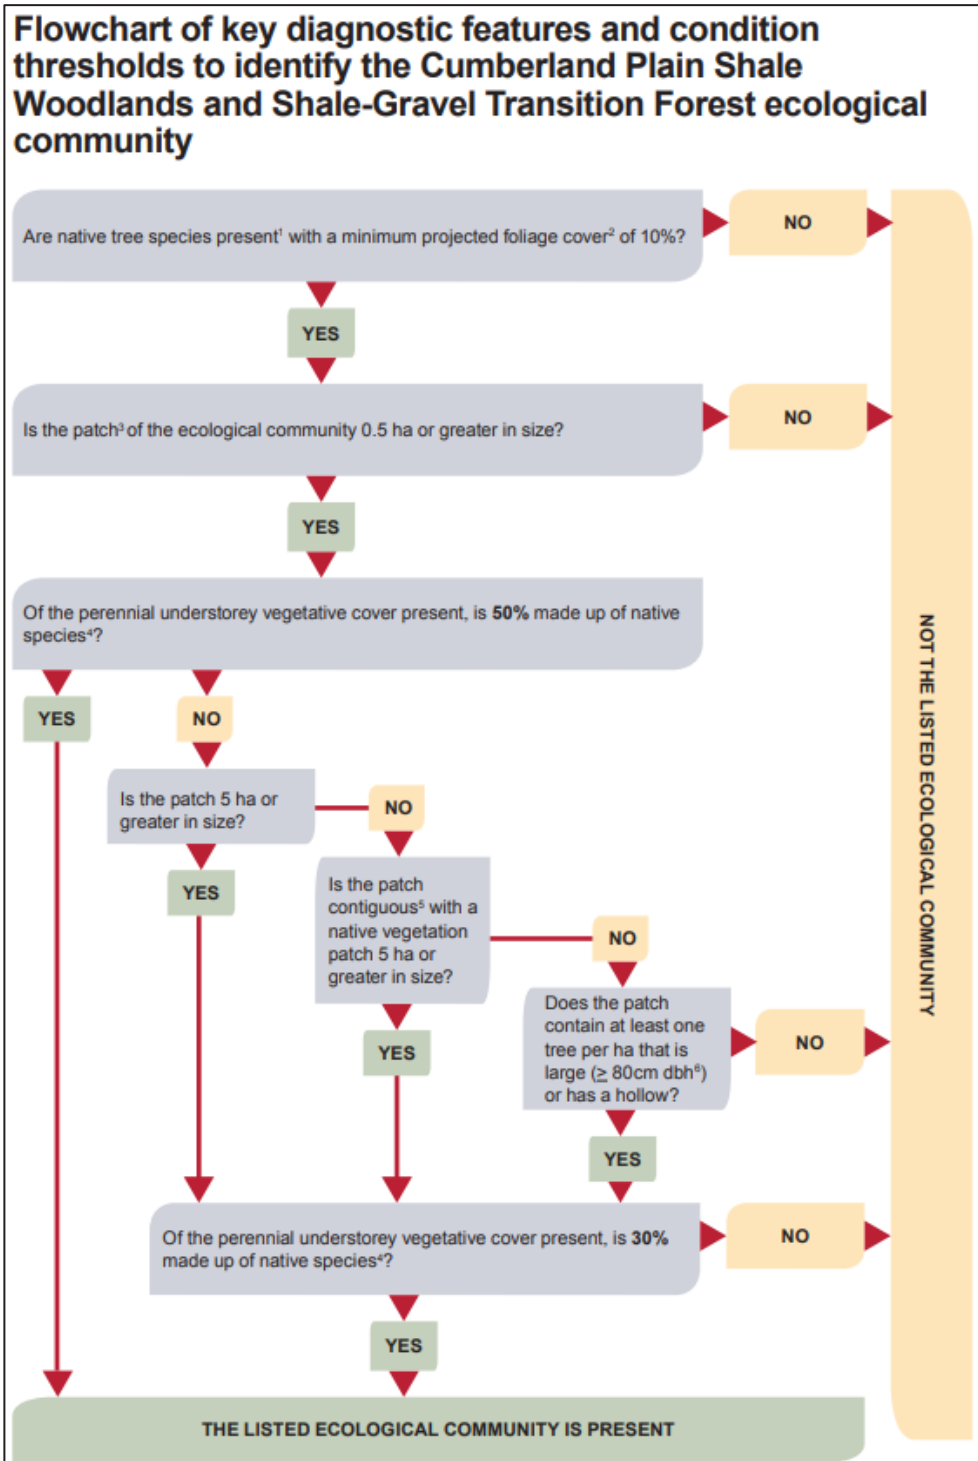 Flowchart of key diagnostic features and condition
thresholds to identify the Cumberland Plain Shale
Woodlands and Shale-Gravel Transition Forest ecological
community
Are native tree species present¹ with a minimum projected foliage cover² of 10%?
NO
YES
Is the patch³ of the ecological community 0.5 ha or greater in size?
NO
YES
Of the perennial understorey vegetative cover present, is 50% made up of native
species⁴?
YES
NO
Is the patch 5 ha or
greater in size?
NO
YES
Is the patch
contiguous⁵ with a
native vegetation
patch 5 ha or
greater in size?
NO
YES
Does the patch
contain at least one
tree per ha that is
large (≥ 80cm dbh⁶)
or has a hollow?
NO
YES
Of the perennial understorey vegetative cover present, is 30%
made up of native species⁴?
NO
YES
THE LISTED ECOLOGICAL COMMUNITY IS PRESENT
NOT THE LISTED ECOLOGICAL COMMUNITY